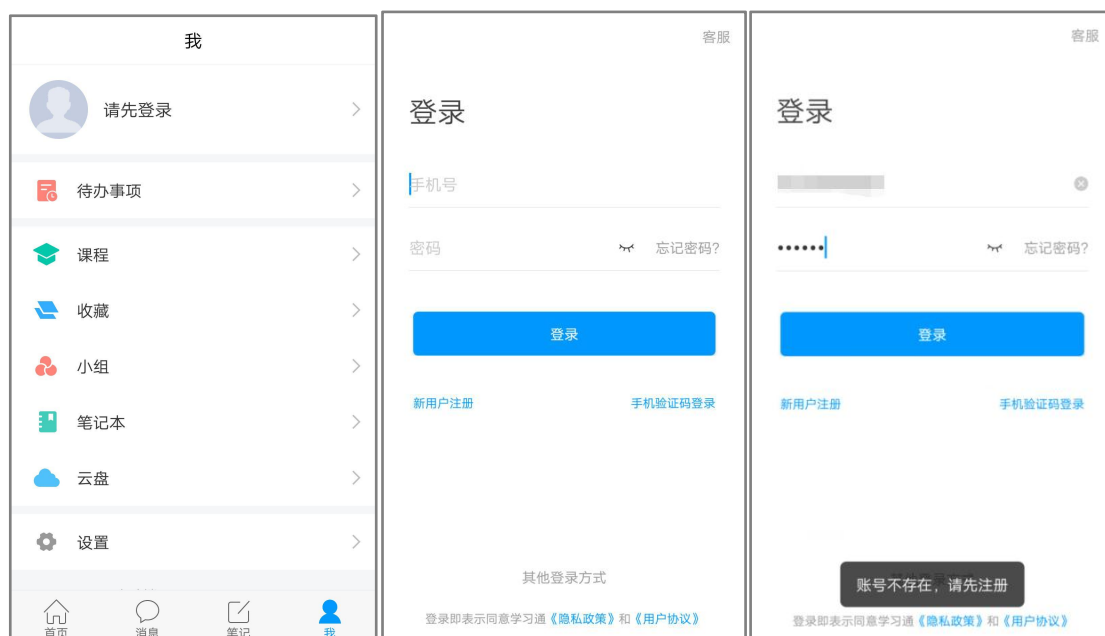 我
请先登录
待办事项
课程
收藏
小组
笔记本
云盘
设置
首页
消息
笔记
我
客服
登录
手机号
密码
忘记密码?
登录
新用户注册
手机验证码登录
其他登录方式
登录即表示同意学习通《隐私政策》和《用户协议》
客服
登录
忘记密码?
登录
新用户注册
手机验证码登录
账号不存在，请先注册
登录即表示同意学习通《隐私政策》和《用户协议》